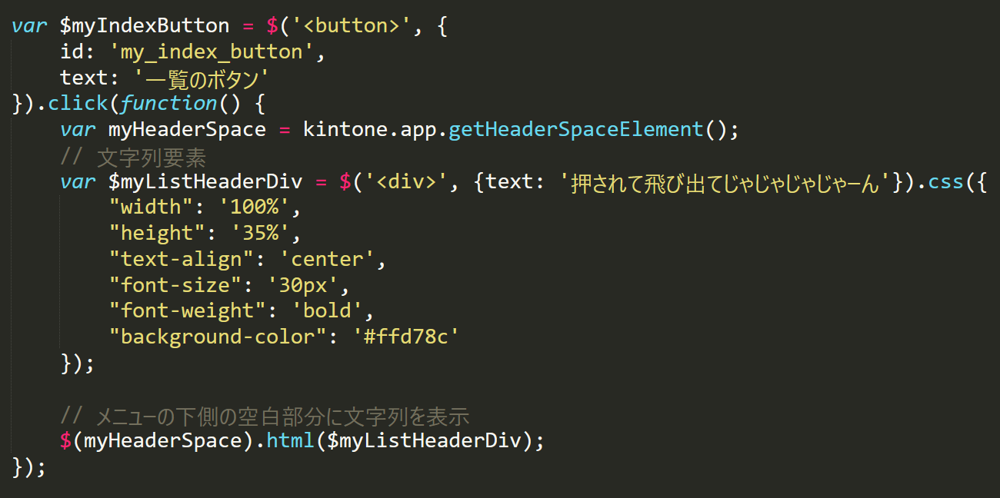 var $myIndexButton = $('<button>', {
    id: 'my_index_button',
    text: '一覧のボタン'
}).click(function() {
    var myHeaderSpace = kintone.app.getHeaderSpaceElement();
    // 文字列要素
    var $myListHeaderDiv = $('<div>', {text: '押されて飛び出てじゃじゃじゃじゃーん'}).css({
        "width": '100%',
        "height": '35%',
        "text-align": 'center',
        "font-size": '30px',
        "font-weight": 'bold',
        "background-color": '#ffd78c'
    });

    // メニューの下側の空白部分に文字列を表示
    $(myHeaderSpace).html($myListHeaderDiv);
});